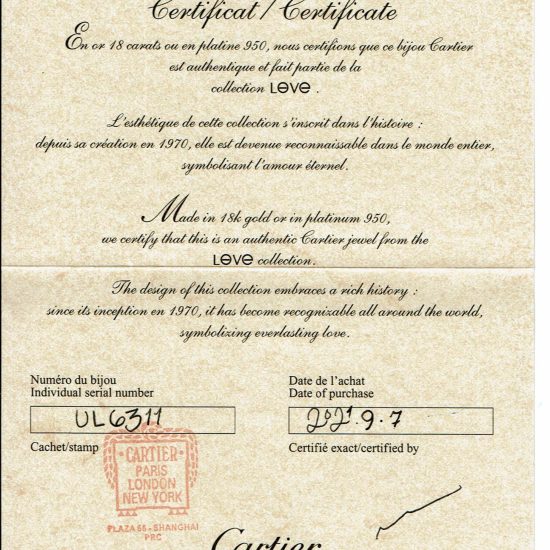 Certificat / Certificate
En or 18 carats ou en platine 950, nous certifions que ce bijou Cartier
est authentique et fait partie de la
collection LOVE .
L'esthétique de cette collection s'inscrit dans l'histoire :
depuis sa création en 1970, elle est devenue reconnaissable dans le monde entier,
symbolisant l'amour éternel.
Made in 18k gold or in platinum 950,
we certify that this is an authentic Cartier jewel from the
LOVE collection.
The design of this collection embraces a rich history :
since its inception in 1970, it has become recognizable all around the world,
symbolizing everlasting love.
Numéro du bijou
Individual serial number
UL6311
Cachet/stamp
CARTIER
PARIS
LONDON
NEW YORK
PLAZA 66 - SHANGHAI
PRC
Date de l'achat
Date of purchase
2021.9.7
Certifié exact/certified by
Cartier